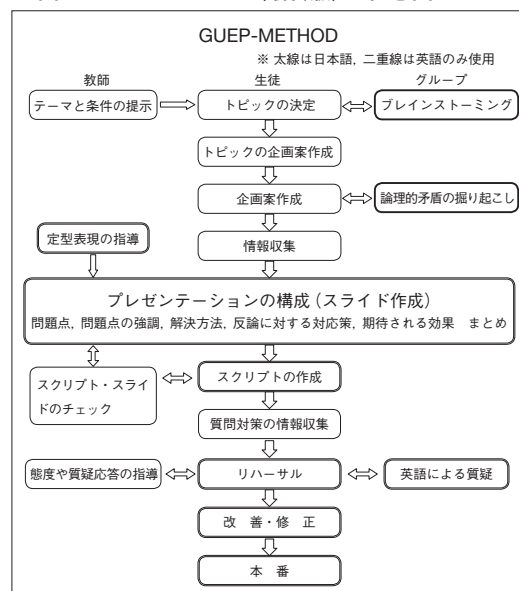 GUEP-METHOD
※ 太線は日本語, 二重線は英語のみ使用
教師 生徒 グループ
テーマと条件の提示 トピックの決定 ブレインストーミング
トピックの企画案作成
企画案作成 論理的矛盾の掘り起こし
定型表現の指導
情報収集
プレゼンテーションの構成(スライド作成)
問題点, 問題点の強調, 解決方法, 反論に対する対応策, 期待される効果 まとめ
スクリプト・スライ
ドのチェック
スクリプトの作成
質問対策の情報収集
態度や質疑応答の指導 リハーサル 英語による質疑
改 善・修 正
本 番